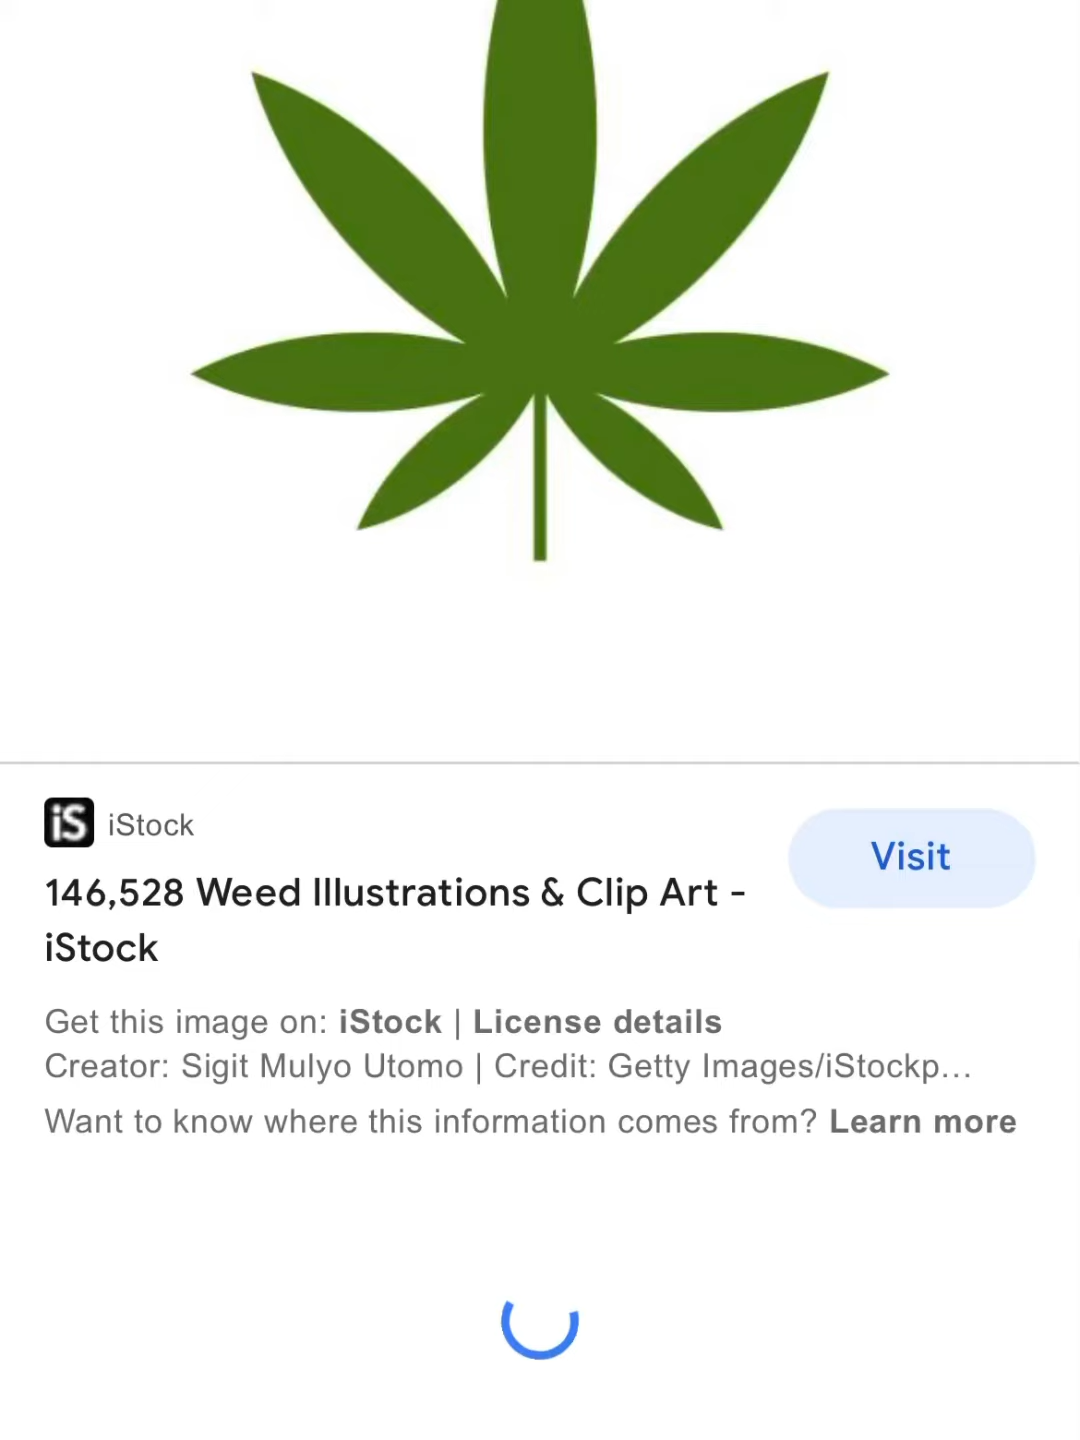 iS iStock
Visit
146,528 Weed Illustrations & Clip Art -
iStock
Get this image on: iStock | License details
Creator: Sigit Mulyo Utomo | Credit: Getty Images/iStockp...
Want to know where this information comes from? Learn more